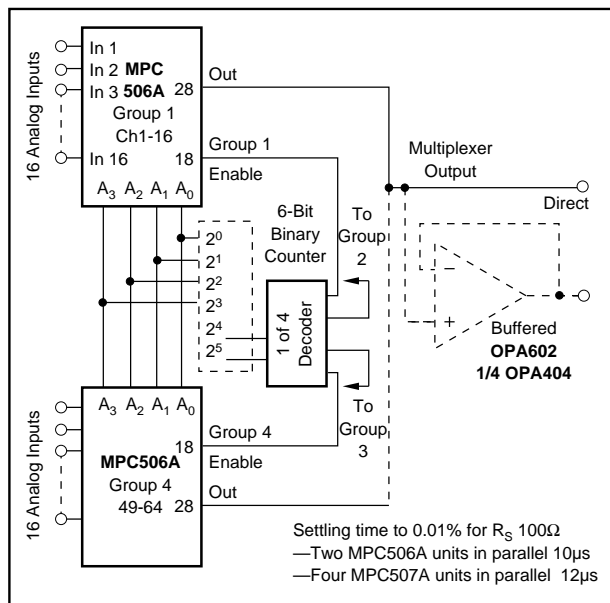 16 Analog Inputs
In 1
In 2 MPC
In 3 506A
28
Group 1
Ch1-16
In 16
18
A3 A2 A1 A0
Out
Group 1
Enable
Multiplexer
Output
Direct
6-Bit
Binary
Counter
To
Group
2
2⁰
2¹
2²
2³
2⁴
2⁵
1 of 4
Decoder
Buffered
OPA602
1/4 OPA404
To
Group
3
16 Analog Inputs
A3 A2 A1 A0
18
MPC506A
Group 4
49-64
28
Group 4
Enable
Out
Settling time to 0.01% for RS 100Ω
—Two MPC506A units in parallel 10µs
—Four MPC507A units in parallel 12µs